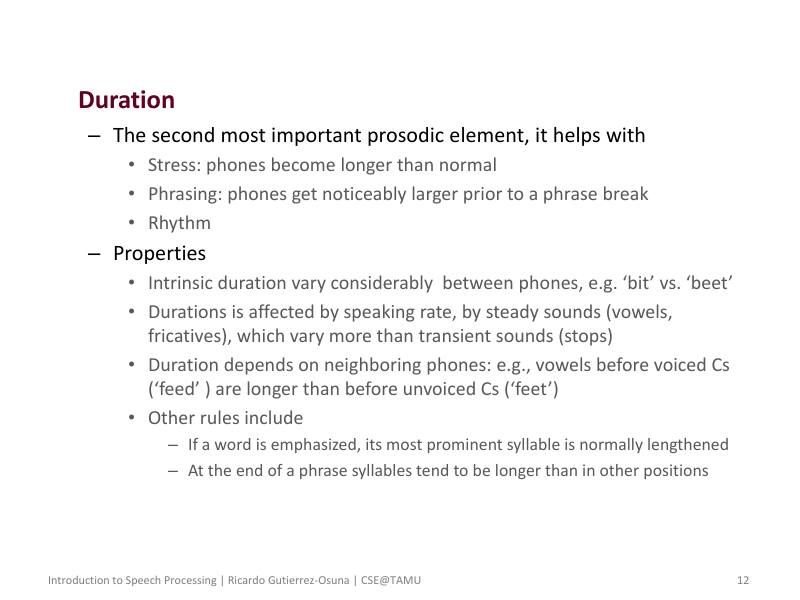 Duration
– The second most important prosodic element, it helps with
• Stress: phones become longer than normal
• Phrasing: phones get noticeably larger prior to a phrase break
• Rhythm
– Properties
• Intrinsic duration vary considerably  between phones, e.g. ‘bit’ vs. ‘beet’
• Durations is affected by speaking rate, by steady sounds (vowels,
fricatives), which vary more than transient sounds (stops)
• Duration depends on neighboring phones: e.g., vowels before voiced Cs
(‘feed’ ) are longer than before unvoiced Cs (‘feet’)
• Other rules include
– If a word is emphasized, its most prominent syllable is normally lengthened
– At the end of a phrase syllables tend to be longer than in other positions
Introduction to Speech Processing | Ricardo Gutierrez-Osuna | CSE@TAMU 12